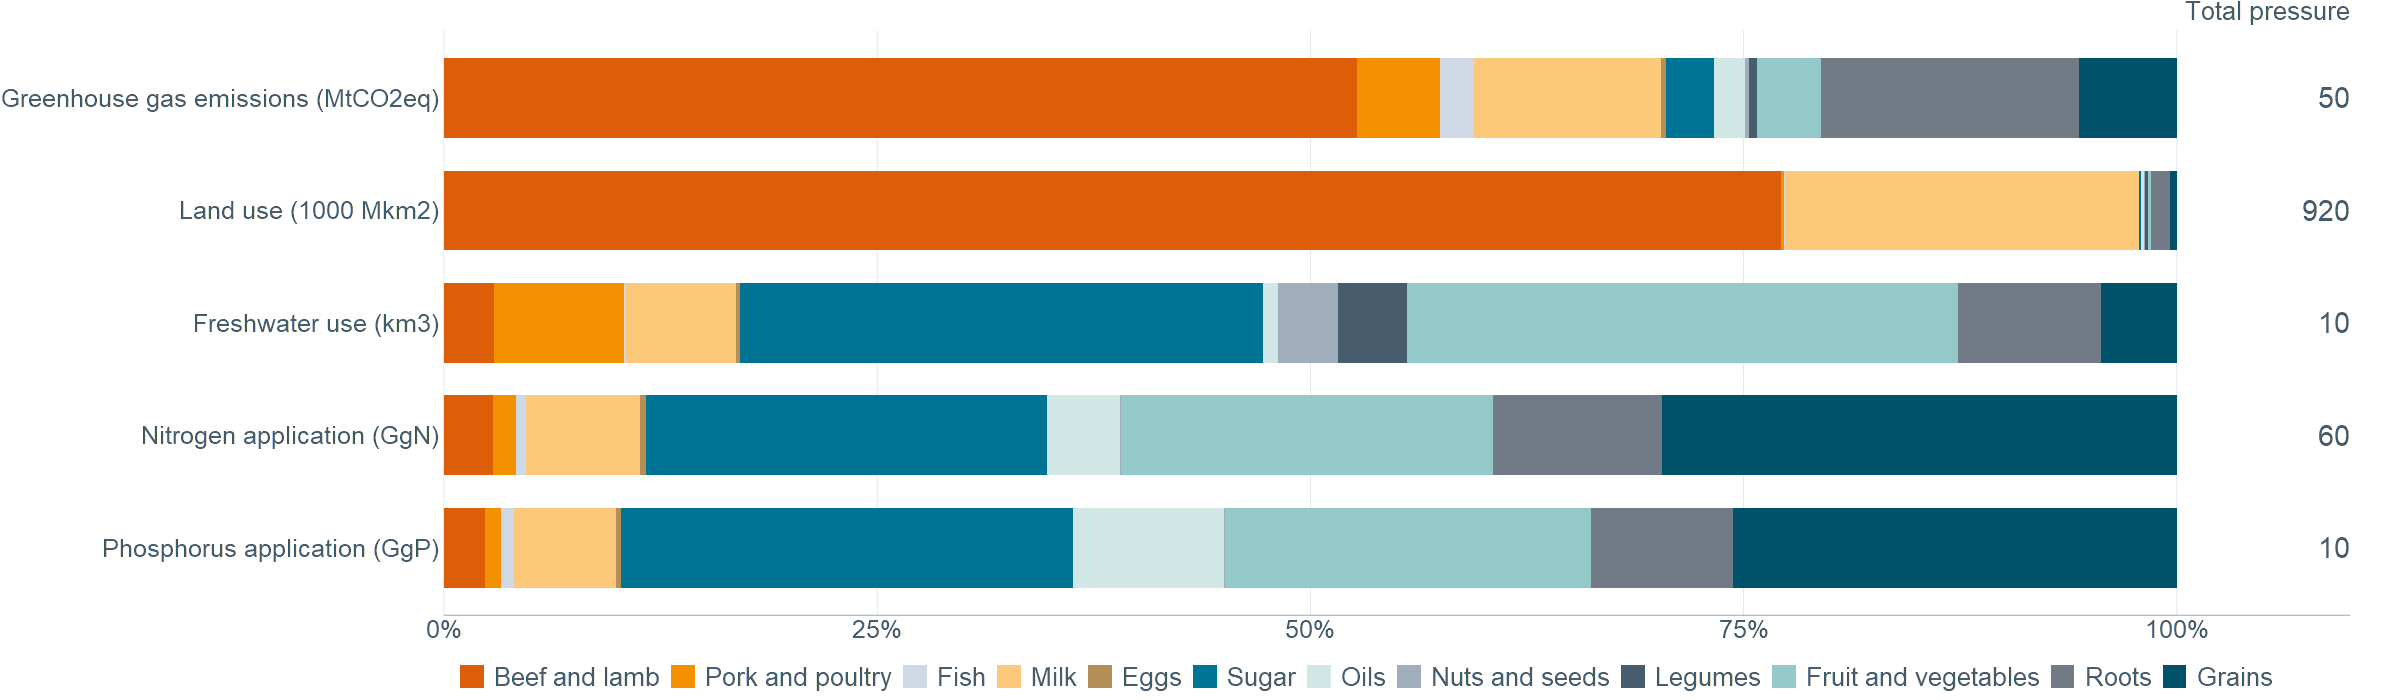 Total pressure
Greenhouse gas emissions (MtCO2eq) 50
Land use (1000 Mkm2) 920
Freshwater use (km3) 10
Nitrogen application (GgN) 60
Phosphorus application (GgP) 10
0% 25% 50% 75% 100%
Beef and lamb Pork and poultry Fish Milk Eggs Sugar Oils Nuts and seeds Legumes Fruit and vegetables Roots Grains